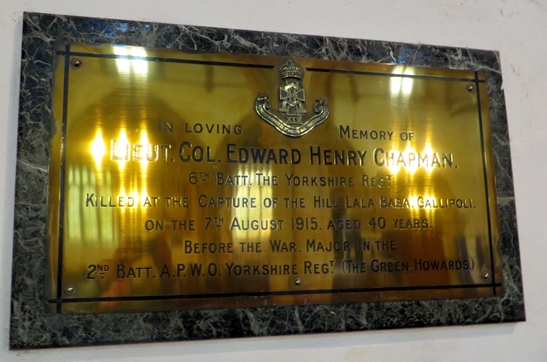 IN LOVING MEMORY OF
LIEUT. COL. EDWARD HENRY CHAPMAN.
6TH BATT. THE YORKSHIRE REGT
KILLED AT THE CAPTURE OF THE HILL, LALA BABA, GALLIPOLI.
ON THE 7TH AUGUST 1915. AGED 40 YEARS.
BEFORE THE WAR, MAJOR IN THE
2ND BATT. A.P.W.O. YORKSHIRE REGT. (THE GREEN HOWARDS.)